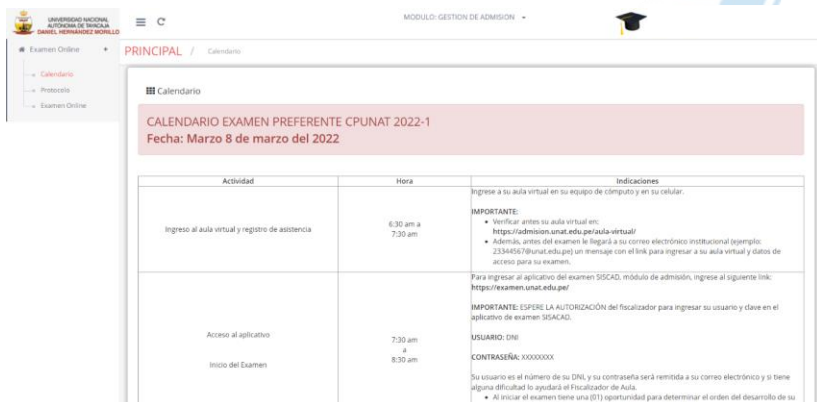 UNIVERSIDAD NACIONAL
AUTÓNOMA DE TAYACAJA
DANIEL HERNÁNDEZ MORILLO
MODULO: GESTION DE ADMISION
Examen Online
Calendario
Protocolo
Examen Online
PRINCIPAL / Calendario
Calendario
CALENDARIO EXAMEN PREFERENTE CPUNAT 2022-1
Fecha: Marzo 8 de marzo del 2022
Actividad Hora Indicaciones
Ingreso al aula virtual y registro de asistencia
6:30 am a
7:30 am
Ingrese a su aula virtual en su equipo de cómputo y en su celular.
IMPORTANTE:
• Verificar antes su aula virtual en:
https://admision.unat.edu.pe/aula-virtual/
• Además, antes del examen le llegará a su correo electrónico institucional (ejemplo:
23344567@unat.edu.pe) un mensaje con el link para ingresar a su aula virtual y datos de
acceso para su examen.
Acceso al aplicativo
Inicio del Examen
7:30 am
a
8:30 am
Para ingresar al aplicativo del examen SISCAD, módulo de admisión, ingrese al siguiente link:
https://examen.unat.edu.pe/
IMPORTANTE: ESPERE LA AUTORIZACIÓN del fiscalizador para ingresar su usuario y clave en el
aplicativo de examen SISACAD.
USUARIO: DNI
CONTRASEÑA: XXXXXXXX
Su usuario es el número de su DNI, y su contraseña será remitida a su correo electrónico y si tiene
alguna dificultad lo ayudará el Fiscalizador de Aula.
• Al iniciar el examen tiene una (01) oportunidad para determinar el orden del desarrollo de su